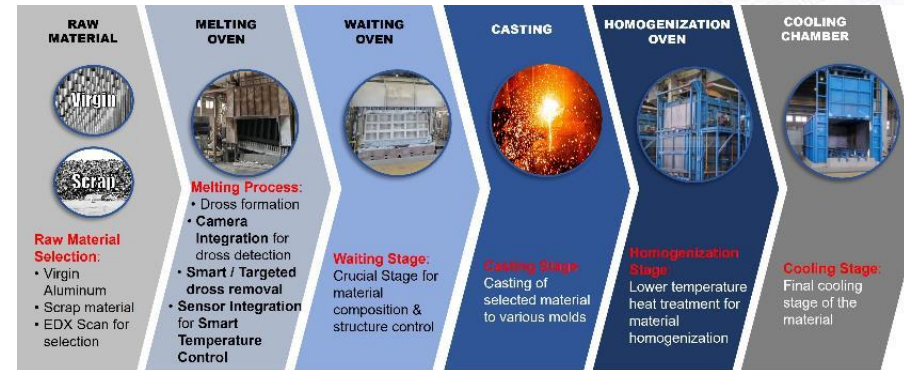 RAW
MATERIAL
Virgin
Scrap
Raw Material
Selection:
• Virgin
Aluminum
• Scrap material
• EDX Scan for
selection
MELTING
OVEN
Melting Process:
• Dross formation
• Camera
Integration for
dross detection
• Smart / Targeted
dross removal
• Sensor Integration
for Smart
Temperature
Control
WAITING
OVEN
Waiting Stage:
Crucial Stage for
material
composition &
structure control
CASTING
Casting Stage:
Casting of
selected material
to various molds
HOMOGENIZATION
OVEN
Homogenization
Stage:
Lower temperature
heat treatment for
material
homogenization
COOLING
CHAMBER
Cooling Stage:
Final cooling
stage of the
material